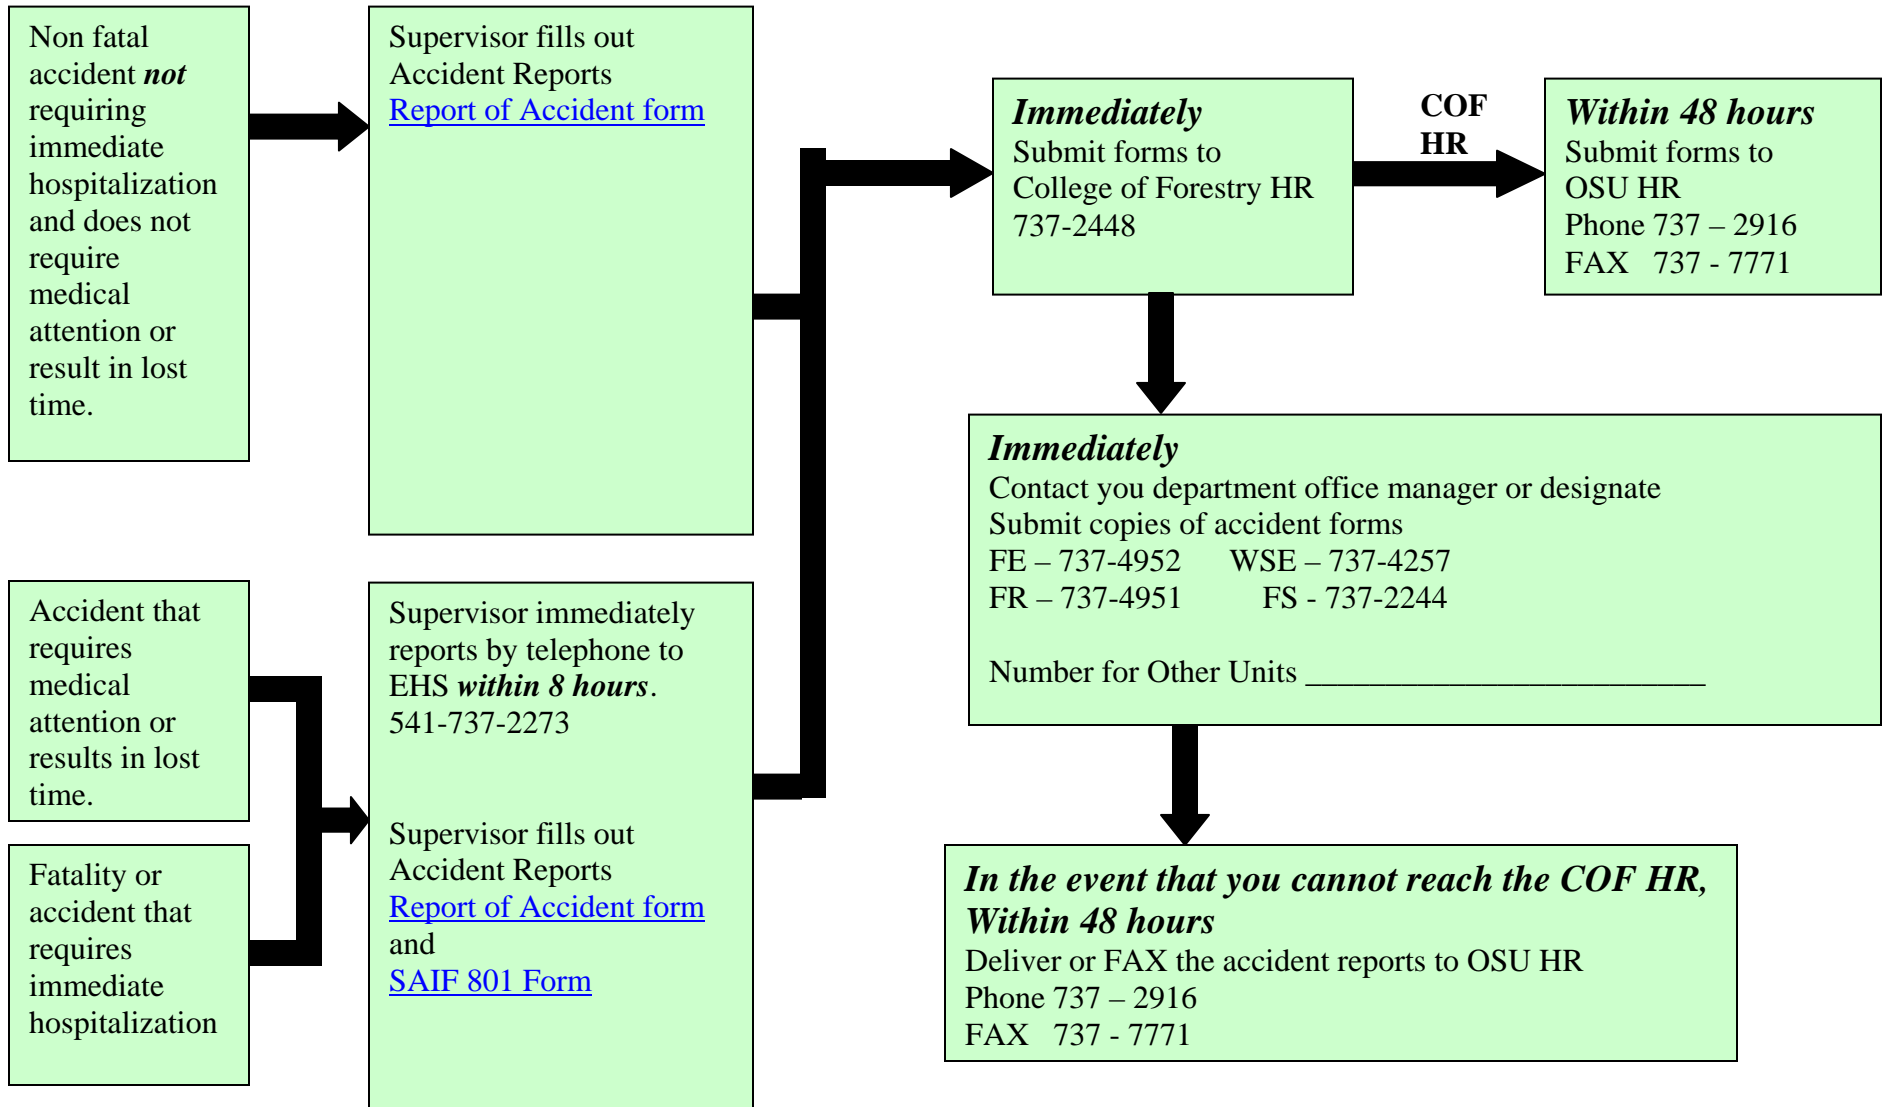 Non fatal
accident not
requiring
immediate
hospitalization
and does not
require
medical
attention or
result in lost
time.
Supervisor fills out
Accident Reports
Report of Accident form
Immediately
Submit forms to
College of Forestry HR
737-2448
COF
HR
Within 48 hours
Submit forms to
OSU HR
Phone 737 – 2916
FAX   737 - 7771
Immediately
Contact you department office manager or designate
Submit copies of accident forms
FE – 737-4952      WSE – 737-4257
FR – 737-4951          FS - 737-2244
Number for Other Units _________________________
Accident that
requires
medical
attention or
results in lost
time.
Fatality or
accident that
requires
immediate
hospitalization
Supervisor immediately
reports by telephone to
EHS within 8 hours.
541-737-2273
Supervisor fills out
Accident Reports
Report of Accident form
and
SAIF 801 Form
In the event that you cannot reach the COF HR,
Within 48 hours
Deliver or FAX the accident reports to OSU HR
Phone 737 – 2916
FAX   737 - 7771